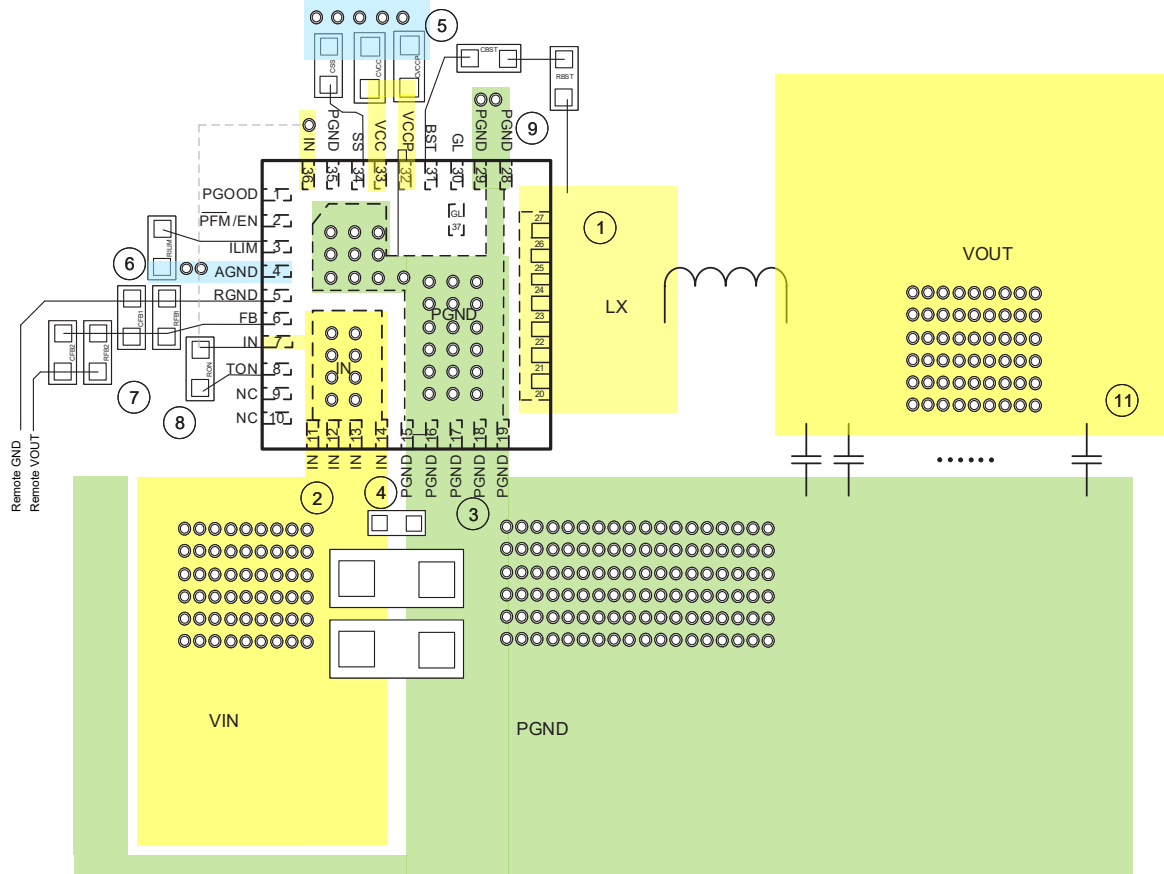 5
CSS
CVCC
CVCCP
CBST
RBST
9
IN
PGND
SS
VCC
VCCP
BST
GL
PGND
PGND
36
35
34
33
32
31
30
29
28
PGOOD 1
PFM/EN 2
ILIM 3
AGND 4
RGND 5
FB 6
IN 7
TON 8
NC 9
NC 10
RILIM
6
CFB1
RFB1
CFB2
RFB2
RON
7
8
Remote GND
Remote VOUT
GL
37
PGND
IN
27
26
25
24
23
22
21
20
1
LX
VOUT
11
11
12
13
14
15
16
17
18
19
IN
IN
IN
IN
PGND
PGND
PGND
PGND
PGND
2
4
3
VIN
PGND